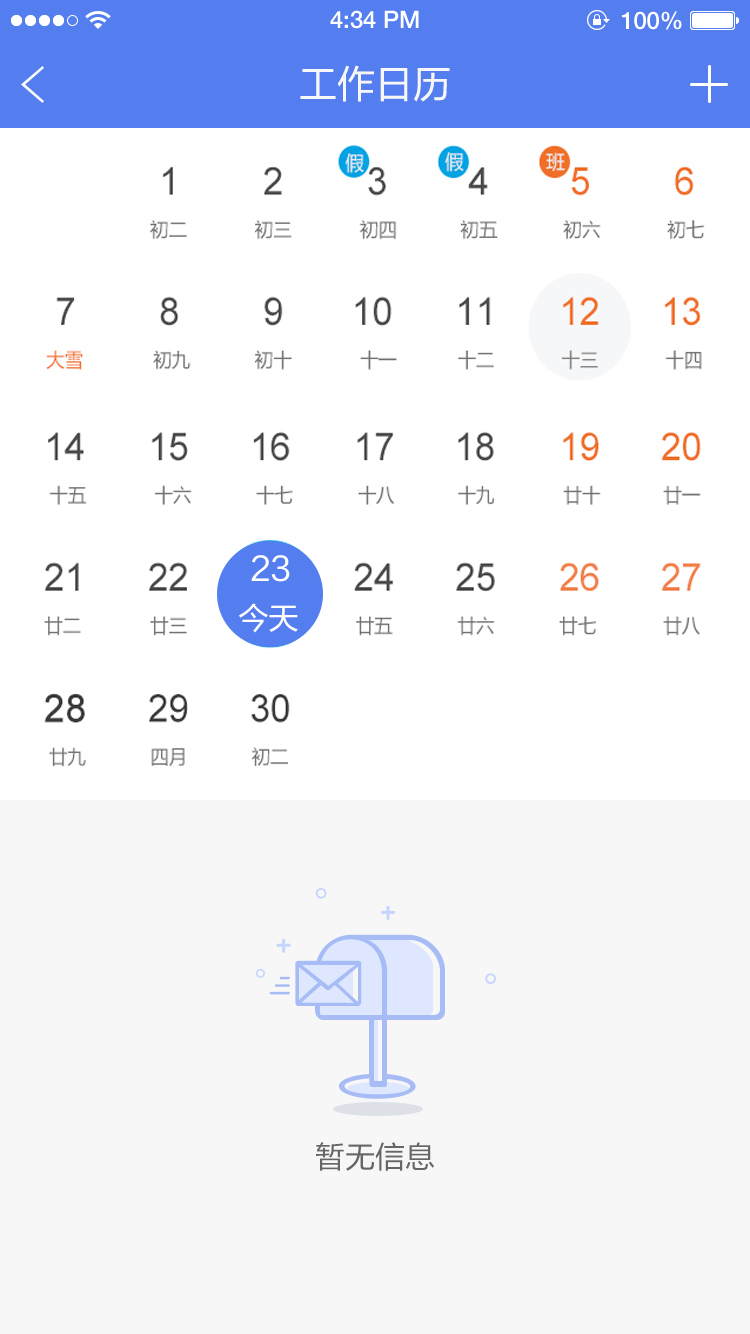 4:34 PM 100%
工作日历
假 假 班
1 2 3 4 5 6
初二 初三 初四 初五 初六 初七
7 8 9 10 11 12 13
大雪 初九 初十 十一 十二 十三 十四
14 15 16 17 18 19 20
十五 十六 十七 十八 十九 廿十 廿一
21 22 23 24 25 26 27
廿二 廿三 今天 廿五 廿六 廿七 廿八
28 29 30
廿九 四月 初二
暂无信息